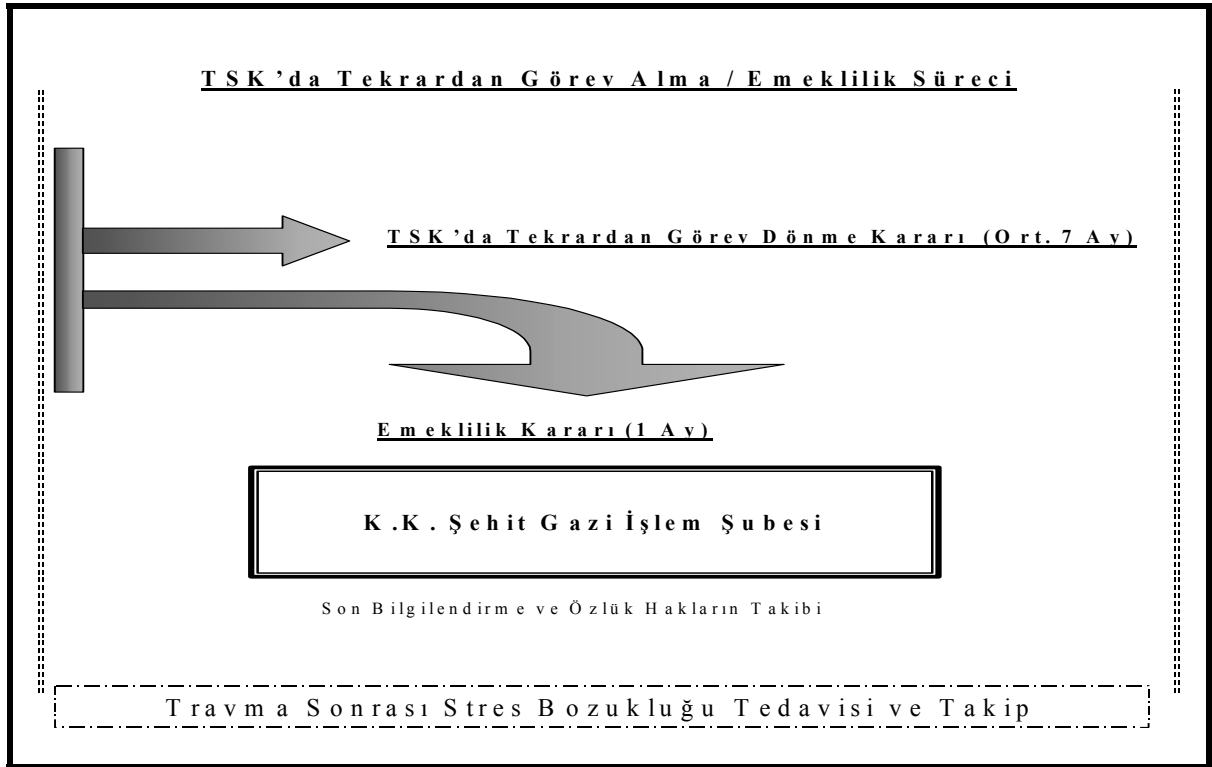 TSK’da Tekrardan Görev Alma / Emeklilik Süreci
TSK’da Tekrardan Görev Dönme Kararı (Ort. 7 Ay)
Emeklilik Kararı (1 Ay)
K.K. Şehit Gazi İşlem Şubesi
Son Bilgilendirme ve Özlük Hakların Takibi
Travma Sonrası Stres Bozukluğu Tedavisi ve Takip